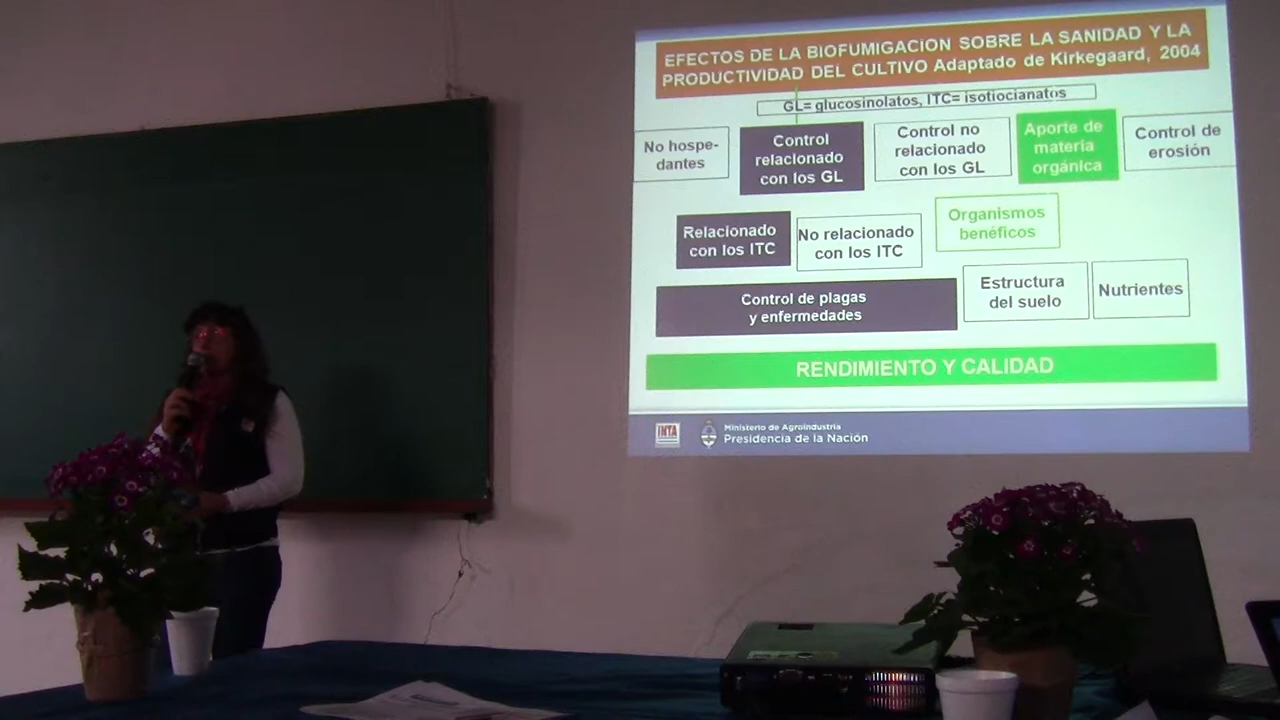 EFECTOS DE LA BIOFUMIGACION SOBRE LA SANIDAD Y LA
PRODUCTIVIDAD DEL CULTIVO Adaptado de Kirkegaard, 2004
GL= glucosinolatos, ITC= isotiocianatos
No hospe-
dantes
Control
relacionado
con los GL
Control no
relacionado
con los GL
Aporte de
materia
orgánica
Control de
erosión
Relacionado
con los ITC
No relacionado
con los ITC
Organismos
benéficos
Control de plagas
y enfermedades
Estructura
del suelo
Nutrientes
RENDIMIENTO Y CALIDAD
INTA
Ministerio de Agroindustria
Presidencia de la Nación